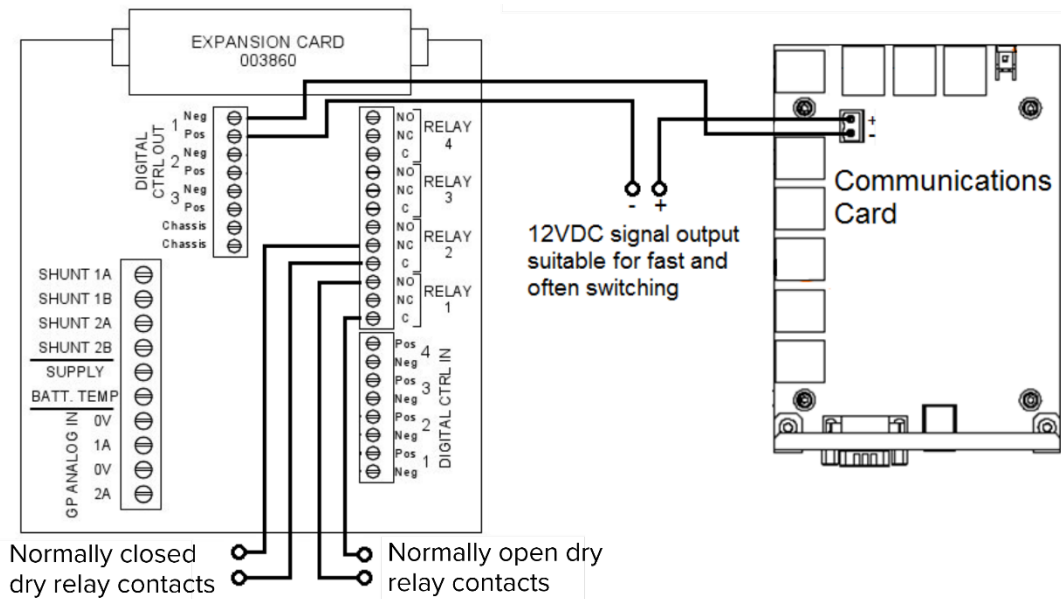 EXPANSION CARD
003860
DIGITAL
CTRL OUT
1
Neg
Pos
2
Neg
Pos
3
Neg
Pos
Chassis
Chassis
NO
NC
C
RELAY
4
NO
NC
C
RELAY
3
NO
NC
C
RELAY
2
NO
NC
C
RELAY
1
SHUNT 1A
SHUNT 1B
SHUNT 2A
SHUNT 2B
SUPPLY
BATT. TEMP
GP ANALOG IN
0V
1A
0V
2A
Pos
4
Neg
Pos
3
Neg
Pos
2
Neg
Pos
1
Neg
DIGITAL CTRL IN
- +
12VDC signal output
suitable for fast and
often switching
+
-
Communications
Card
Normally closed
dry relay contacts
Normally open dry
relay contacts